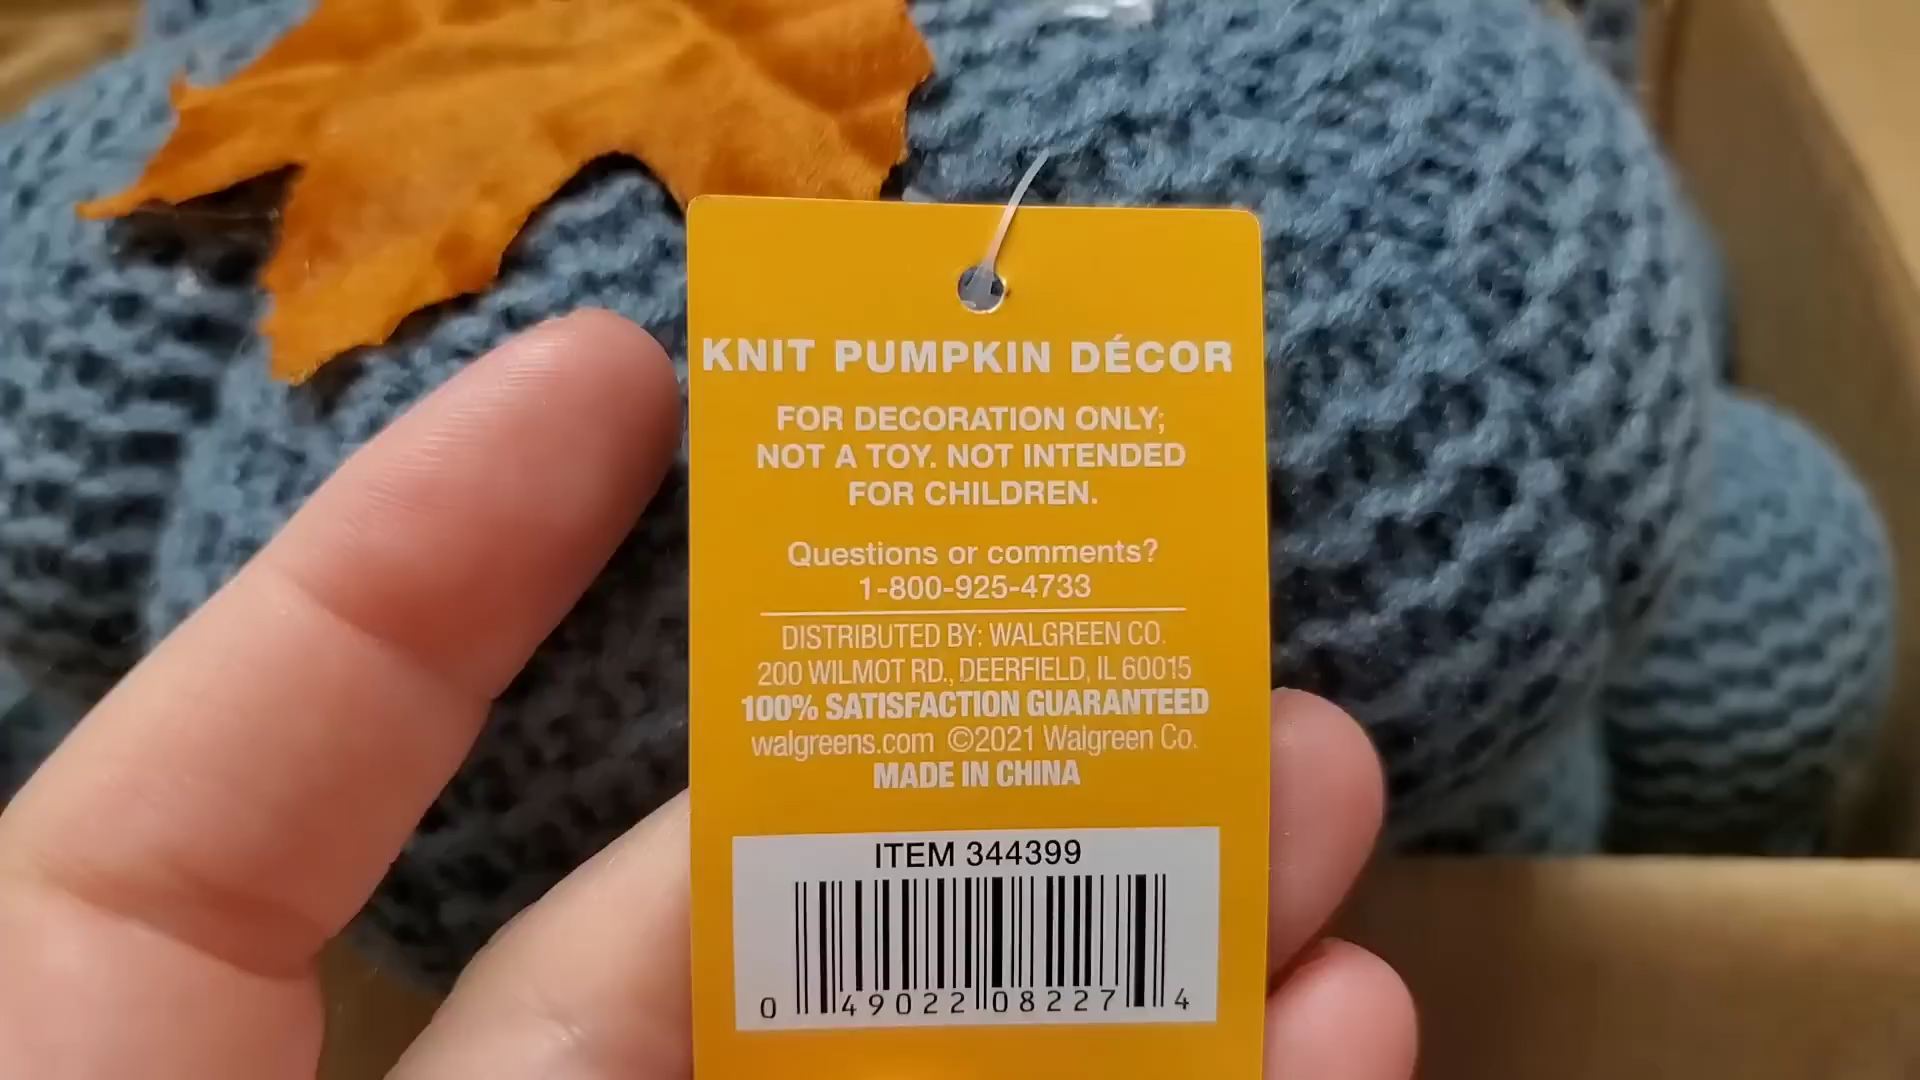 KNIT PUMPKIN DÉCOR
FOR DECORATION ONLY;
NOT A TOY. NOT INTENDED
FOR CHILDREN.
Questions or comments?
1-800-925-4733
DISTRIBUTED BY: WALGREEN CO.
200 WILMOT RD., DEERFIELD, IL 60015
100% SATISFACTION GUARANTEED
walgreens.com ©2021 Walgreen Co.
MADE IN CHINA
ITEM 344399
0 49022 08227 4